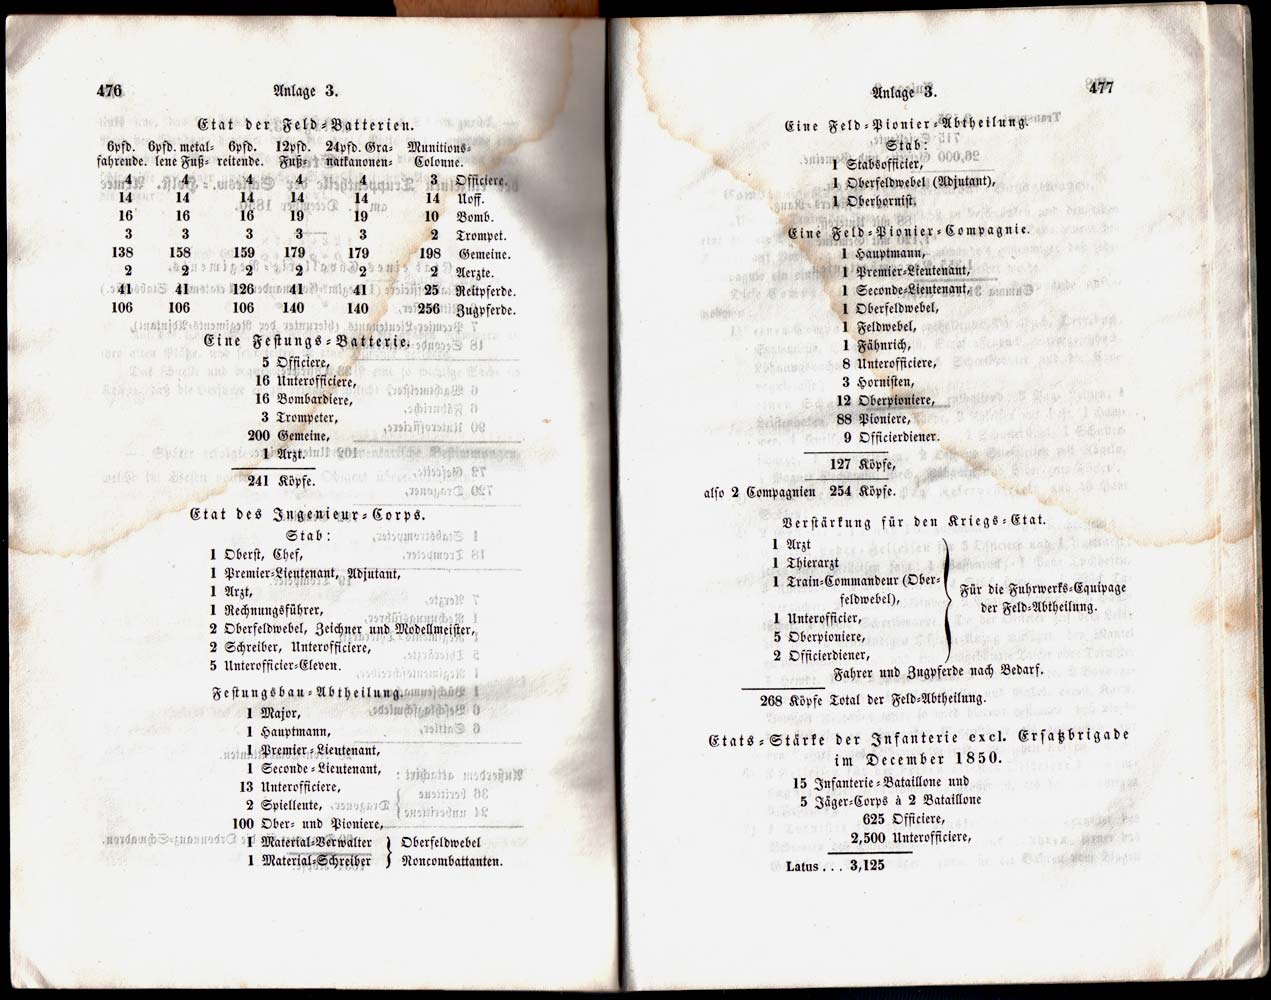 476
Anlage 3.
Etat der Feld-Batterien.
6pfd. 6pfd. metal- 6pfd. 12pfd. 24pfd. Gra- Munitions-
fahrende. lene Fuß- reitende. Fuß- natkanonen- Colonne.
4 4 4 4 4 3 Officiere.
14 14 14 14 14 14 Uoff.
16 16 16 19 19 10 Bomb.
3 3 3 3 3 2 Trompet.
138 158 159 179 179 198 Gemeine.
2 2 2 2 2 2 Aerzte.
41 41 126 41 41 25 Reitpferde.
106 106 106 140 140 256 Zugpferde.
Eine Festungs-Batterie.
5 Officiere,
16 Unterofficiere,
16 Bombardiere,
3 Trompeter,
200 Gemeine,
1 Arzt.
241 Köpfe.
Etat des Ingenieur-Corps.
Stab:
1 Oberst, Chef,
1 Premier-Lieutenant, Adjutant,
1 Arzt,
1 Rechnungsführer,
2 Oberfeldwebel, Zeichner und Modellmeister,
2 Schreiber, Unterofficiere,
5 Unterofficier-Eleven.
Festungsbau-Abtheilung.
1 Major,
1 Hauptmann,
1 Premier-Lieutenant,
1 Seconde-Lieutenant,
13 Unterofficiere,
2 Spielleute,
100 Ober- und Pioniere,
1 Material-Verwalter } Oberfeldwebel
1 Material-Schreiber } Noncombattanten.
Anlage 3.
477
Eine Feld-Pionier-Abtheilung.
Stab:
1 Stabsofficier,
1 Oberfeldwebel (Adjutant),
1 Oberhornist.
Eine Feld-Pionier-Compagnie.
1 Hauptmann,
1 Premier-Lieutenant,
1 Seconde-Lieutenant,
1 Oberfeldwebel,
1 Feldwebel,
1 Fähnrich,
8 Unterofficiere,
3 Hornisten,
12 Oberpioniere,
88 Pioniere,
9 Officierdiener.
127 Köpfe,
also 2 Compagnien 254 Köpfe.
Verstärkung für den Kriegs-Etat.
1 Arzt
1 Thierarzt
1 Train-Commandeur (Ober-
feldwebel),
1 Unterofficier,
5 Oberpioniere,
2 Officierdiener,
Für die Fuhrwerks-Equipage
der Feld-Abtheilung.
Fahrer und Zugpferde nach Bedarf.
268 Köpfe Total der Feld-Abtheilung.
Etats-Stärke der Infanterie excl. Ersatzbrigade
im December 1850.
15 Infanterie-Bataillone und
5 Jäger-Corps à 2 Bataillone
625 Officiere,
2,500 Unterofficiere,
Latus . . . 3,125